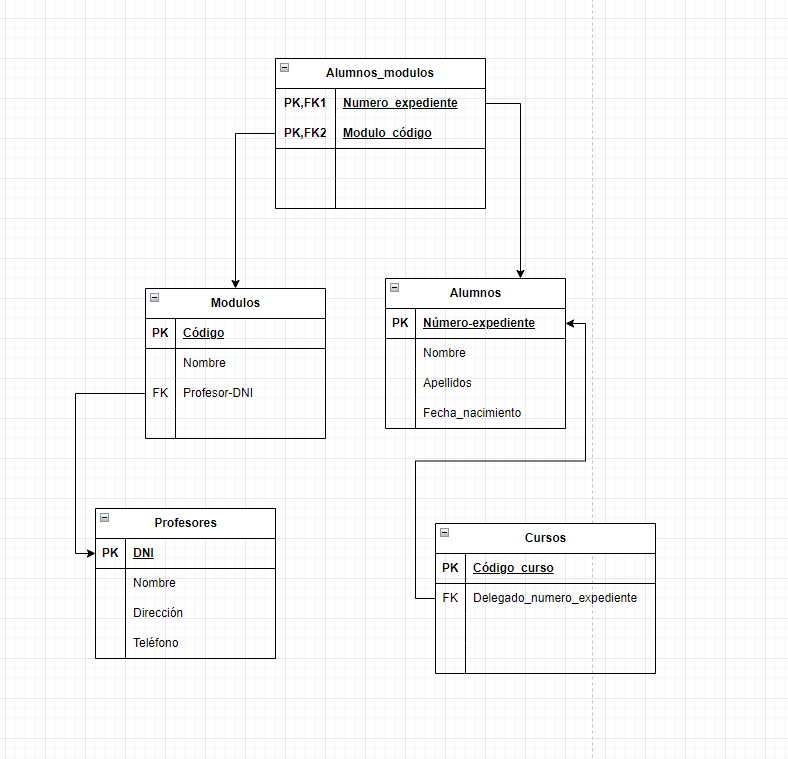 Alumnos_modulos
PK,FK1 Numero_expediente
PK,FK2 Modulo_código
Modulos
PK Código
Nombre
FK Profesor-DNI
Alumnos
PK Número-expediente
Nombre
Apellidos
Fecha_nacimiento
Profesores
PK DNI
Nombre
Dirección
Teléfono
Cursos
PK Código_curso
FK Delegado_numero_expediente